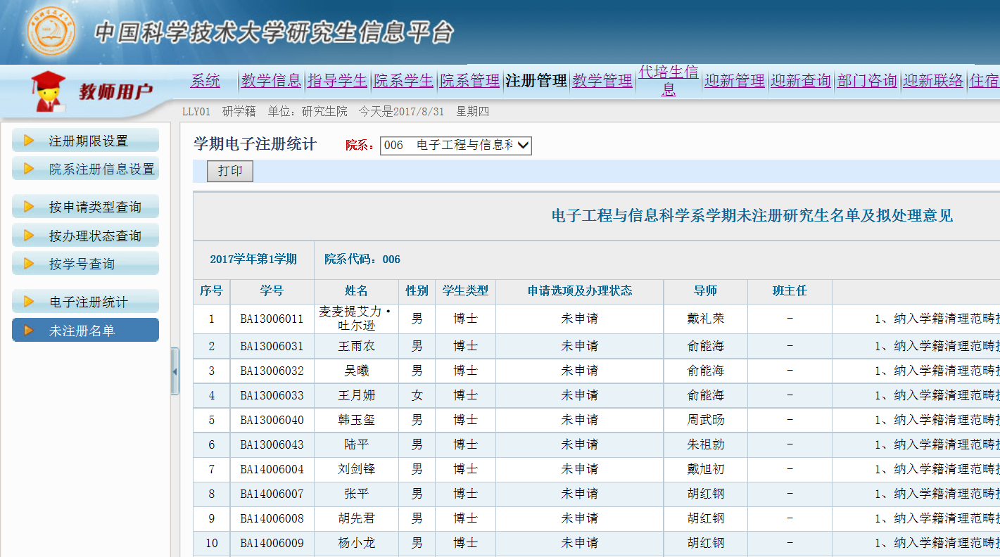 中国科学技术大学研究生信息平台
教师用户
系统 教学信息 指导学生 院系学生 院系管理 注册管理 教学管理 代培生信息 迎新管理 迎新查询 部门咨询 迎新联络 住宿
LLY01 研学籍 单位：研究生院 今天是2017/8/31 星期四
注册期限设置
院系注册信息设置
按申请类型查询
按办理状态查询
按学号查询
电子注册统计
未注册名单
学期电子注册统计 院系： 006 电子工程与信息科
打印
电子工程与信息科学系学期未注册研究生名单及拟处理意见
2017学年第1学期 院系代码：006
序号 学号 姓名 性别 学生类型 申请选项及办理状态 导师 班主任
1 BA13006011 麦麦提艾力·吐尔逊 男 博士 未申请 戴礼荣 - 1、纳入学籍清理范畴
2 BA13006031 王雨农 男 博士 未申请 俞能海 - 1、纳入学籍清理范畴
3 BA13006032 吴曦 男 博士 未申请 俞能海 - 1、纳入学籍清理范畴
4 BA13006033 王月姗 女 博士 未申请 俞能海 - 1、纳入学籍清理范畴
5 BA13006040 韩玉玺 男 博士 未申请 周武旸 - 1、纳入学籍清理范畴
6 BA13006043 陆平 男 博士 未申请 朱祖勍 - 1、纳入学籍清理范畴
7 BA14006004 刘剑锋 男 博士 未申请 戴旭初 - 1、纳入学籍清理范畴
8 BA14006007 张平 男 博士 未申请 胡红钢 - 1、纳入学籍清理范畴
9 BA14006008 胡先君 男 博士 未申请 胡红钢 - 1、纳入学籍清理范畴
10 BA14006009 杨小龙 男 博士 未申请 胡红钢 - 1、纳入学籍清理范畴